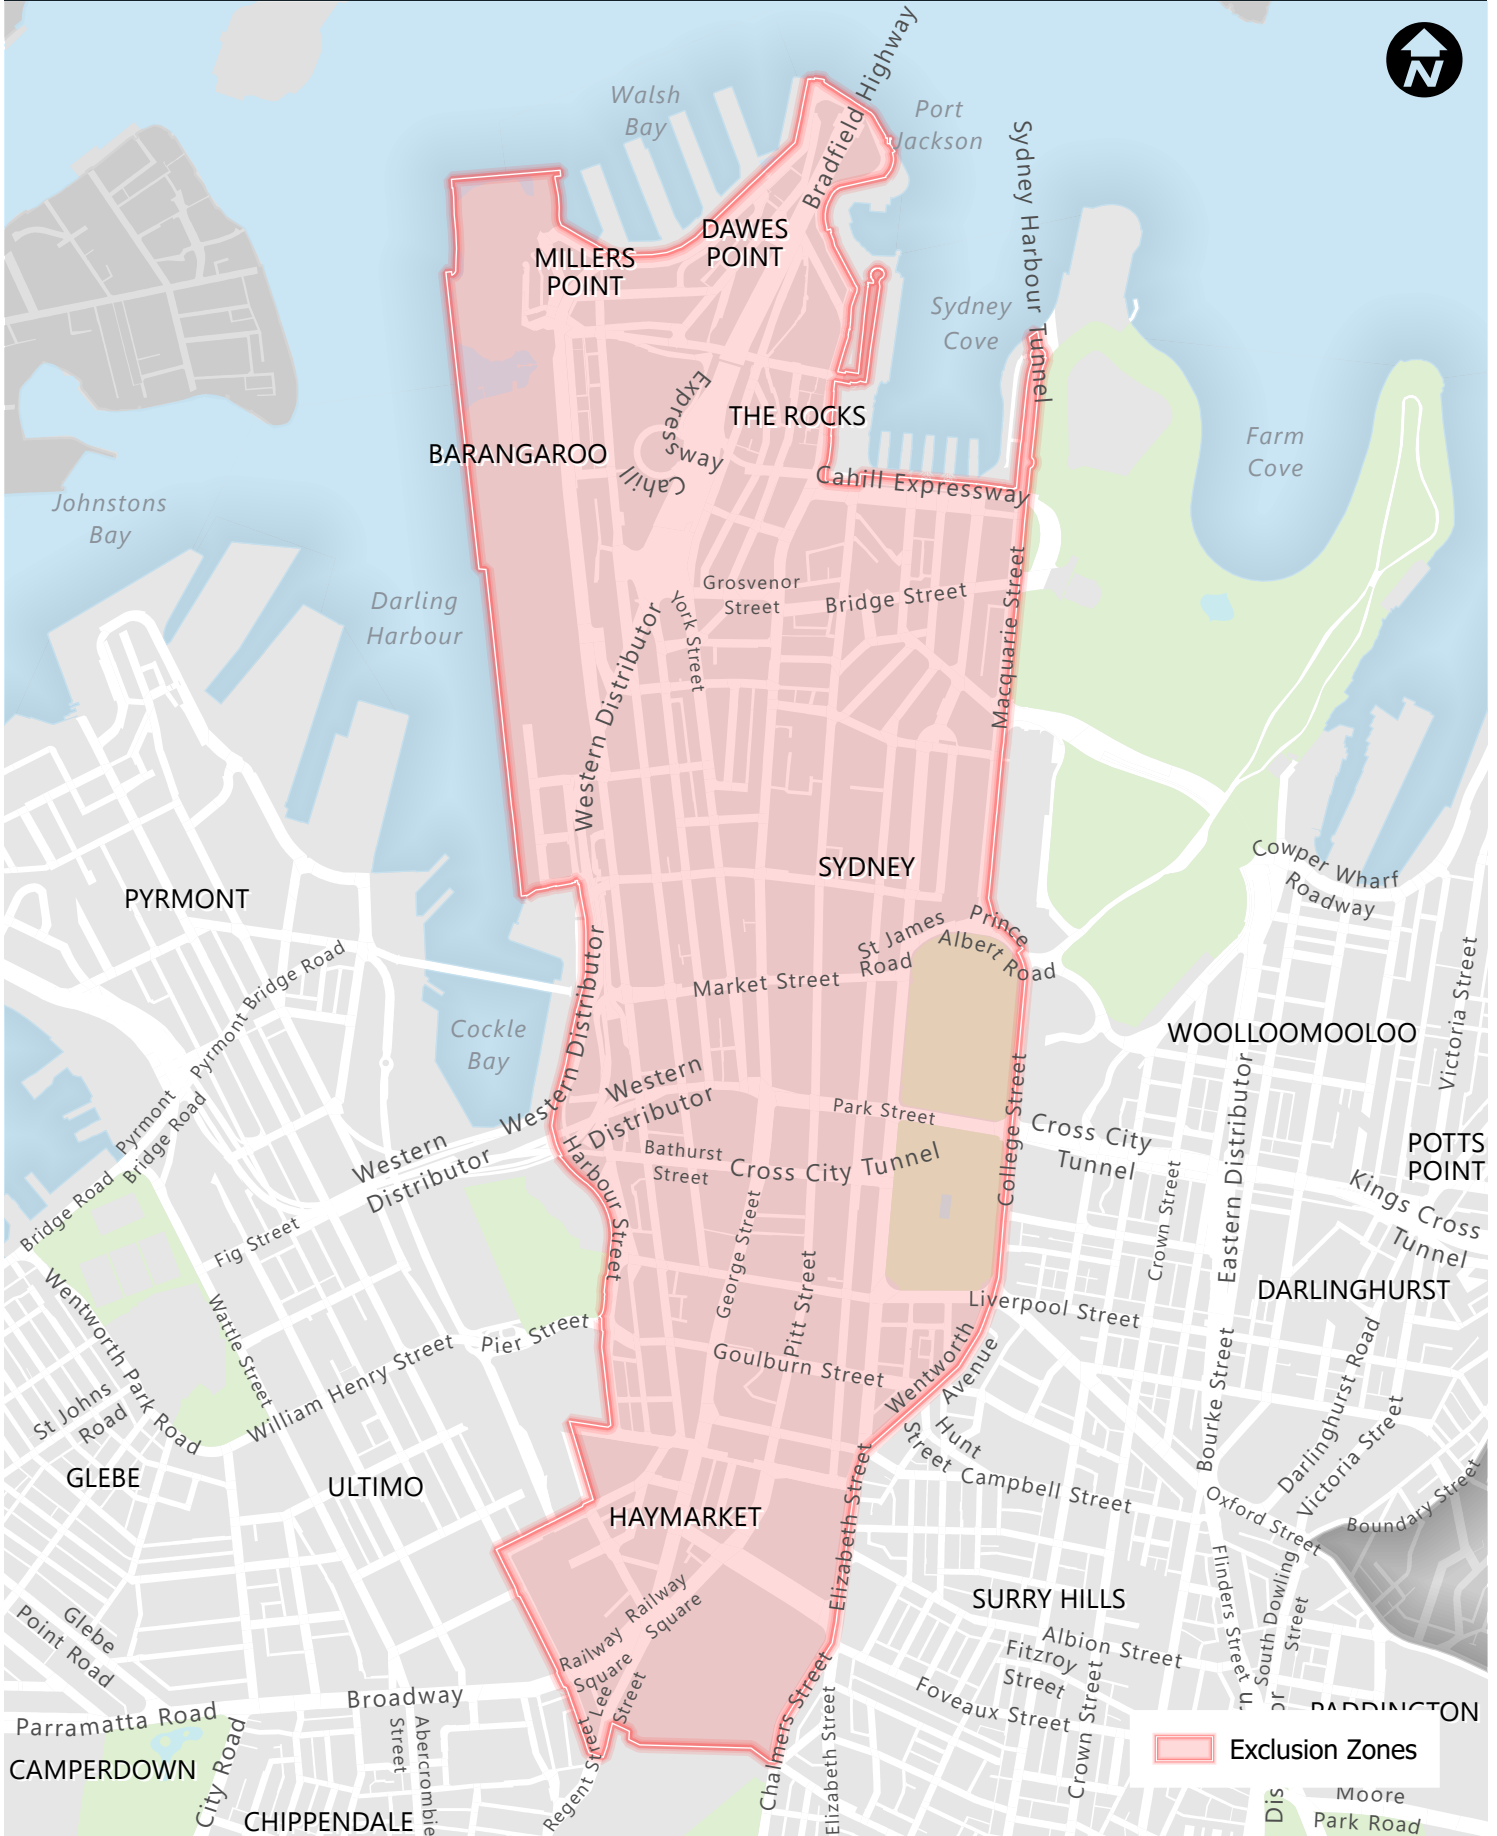 N
Walsh
Bay
Bradfield Highway
Port
Jackson
Sydney Harbour Tunnel
DAWES
POINT
MILLERS
POINT
Sydney
Cove
Expressway
Cahill
THE ROCKS
BARANGAROO
Cahill Expressway
Farm
Cove
Johnstons
Bay
Darling
Harbour
Grosvenor
Street
York Street
Bridge Street
Macquarie Street
Western Distributor
SYDNEY
PYRMONT
Cowper Wharf
Roadway
St James
Road
Prince
Albert Road
Market Street
Western Distributor
Pyrmont Bridge Road
Cockle
Bay
WOOLLOOMOOLOO
Victoria Street
Western
Distributor
Park Street
College Street
Cross City
Tunnel
Eastern Distributor
POTTS
POINT
Pyrmont
Bridge Road
Western
Distributor
Bathurst
Street
Cross City Tunnel
Harbour Street
Bridge Road
Fig Street
George Street
Pitt Street
Crown Street
Kings Cross
Tunnel
DARLINGHURST
Wentworth Park Road
Wattle Street
Liverpool Street
Pier Street
William Henry Street
Goulburn Street
Wentworth
Avenue
Bourke Street
Darlinghurst Road
Victoria Street
St Johns
Road
Hunt
Street
GLEBE
ULTIMO
Campbell Street
HAYMARKET
Elizabeth Street
Oxford Street
Boundary Street
SURRY HILLS
Flinders Street
South Dowling
Street
Glebe
Point Road
Railway
Square
Railway
Square
Lee
Street
Albion Street
Fitzroy
Street
Foveaux Street
Crown Street
Broadway
Parramatta Road
PADDINGTON
CAMPERDOWN
City Road
Abercrombie
Street
Regent Street
Chalmers Street
Elizabeth Street
CHIPPENDALE
Exclusion Zones
Dis
or
Moore
Park Road